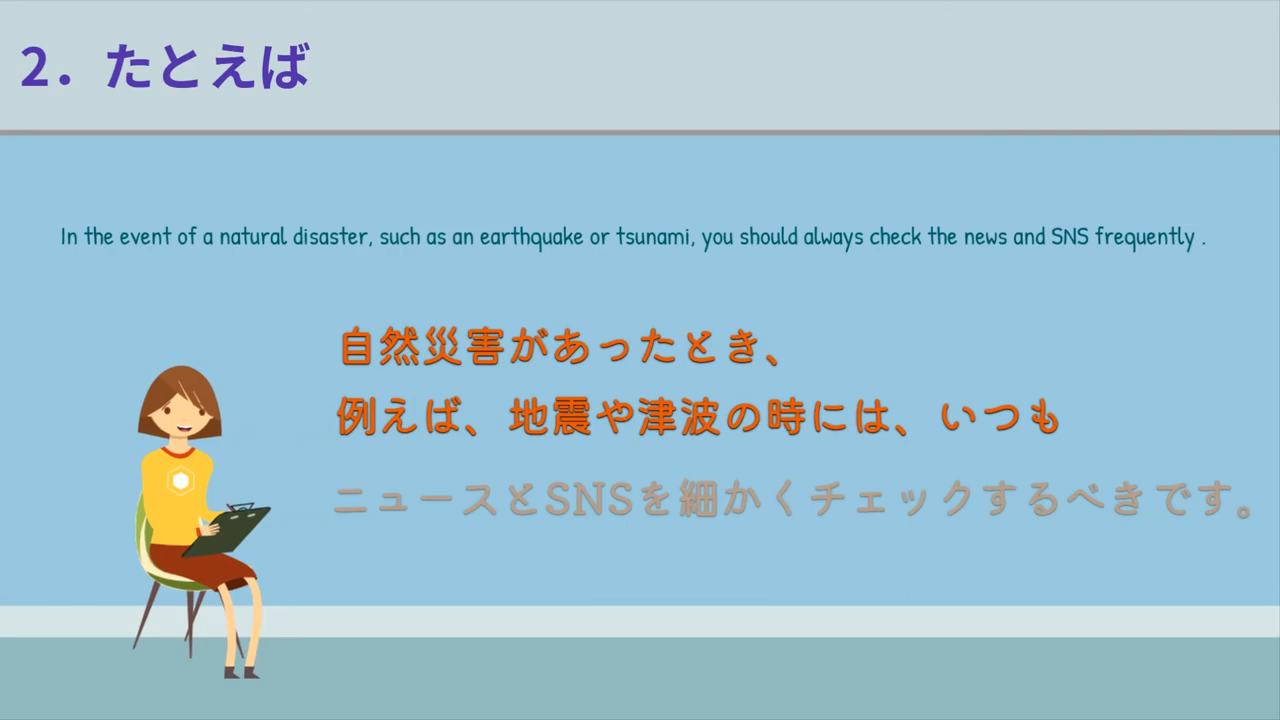 2. たとえば
In the event of a natural disaster, such as an earthquake or tsunami, you should always check the news and SNS frequently .
自然災害があったとき、
例えば、地震や津波の時には、いつも
ニュースとSNSを細かくチェックするべきです。